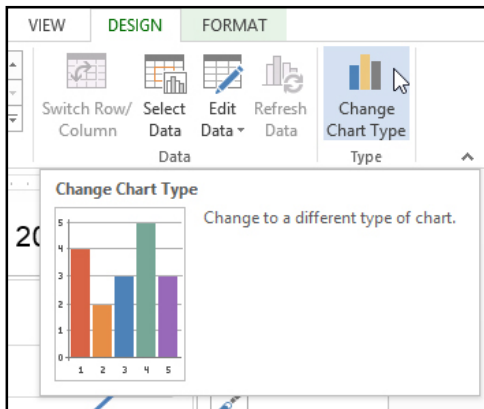 VIEW DESIGN FORMAT
Switch Row/ Select Edit Refresh Change
Column Data Data Data Chart Type
Data Type
Change Chart Type
Change to a different type of chart.
5
4
3
2
1
0
1 2 3 4 5
20